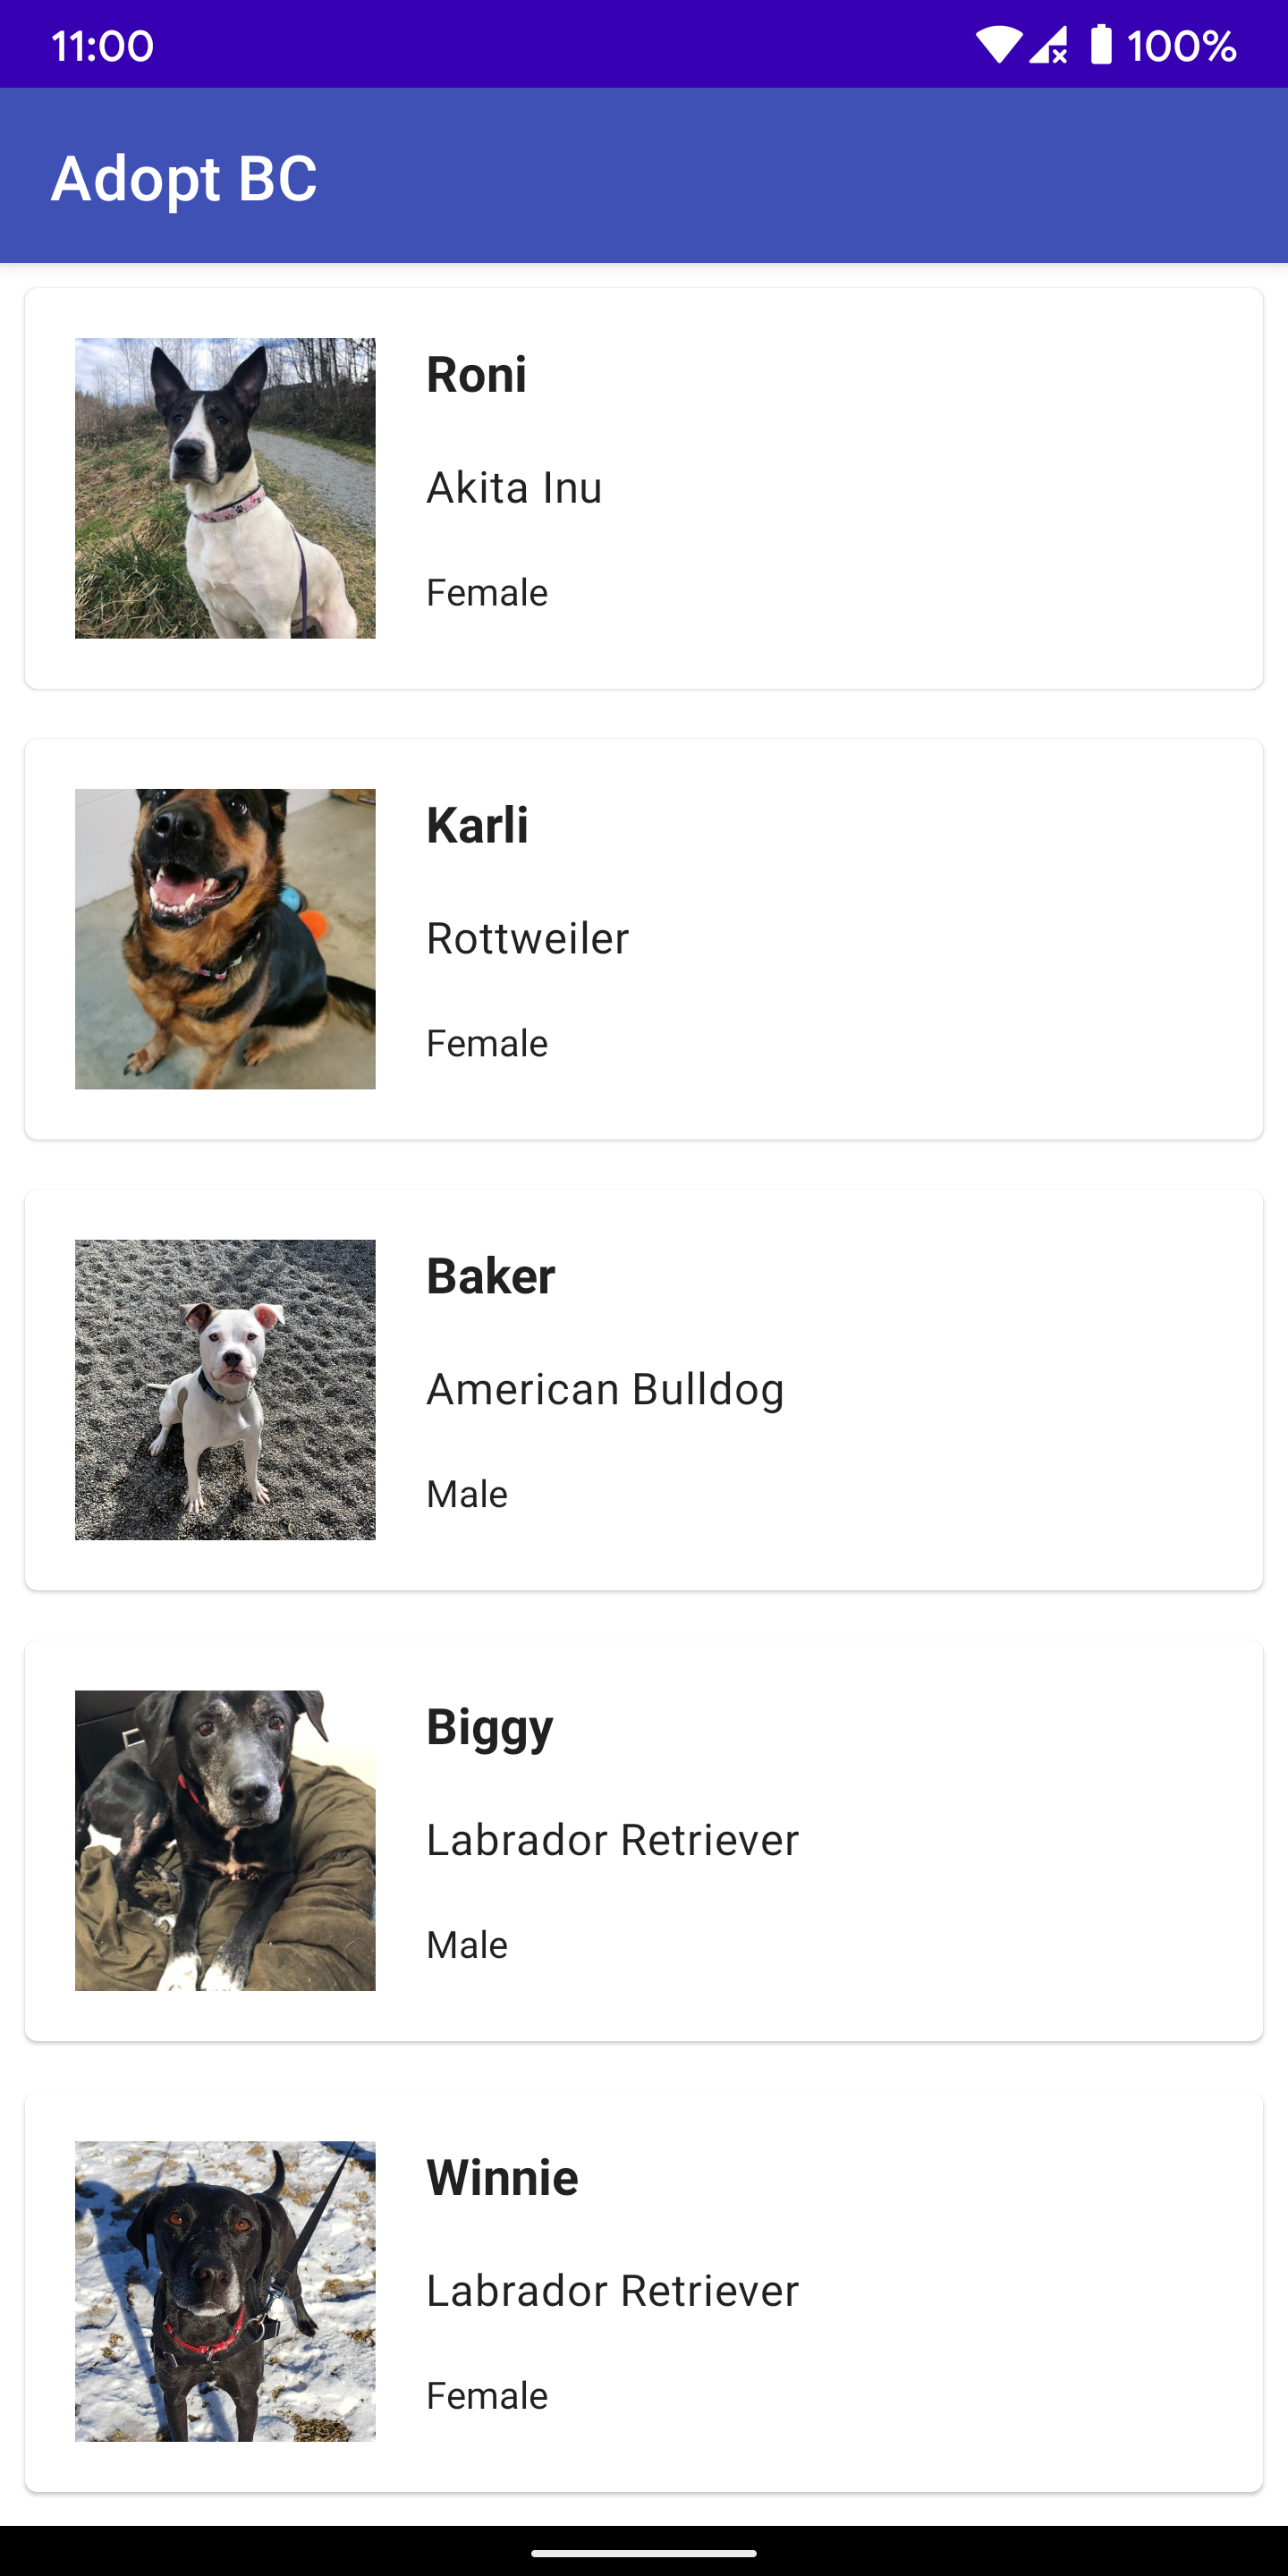 11:00 100%
Adopt BC
Roni
Akita Inu
Female
Karli
Rottweiler
Female
Baker
American Bulldog
Male
Biggy
Labrador Retriever
Male
Winnie
Labrador Retriever
Female